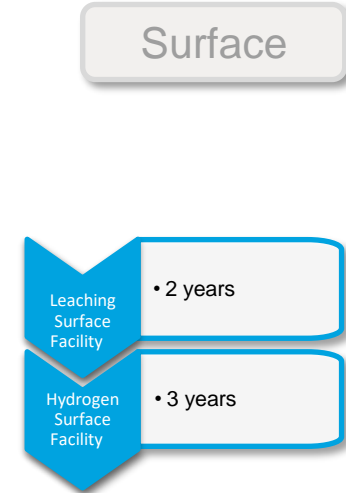 Surface
Leaching
Surface
Facility
• 2 years
Hydrogen
Surface
Facility
• 3 years